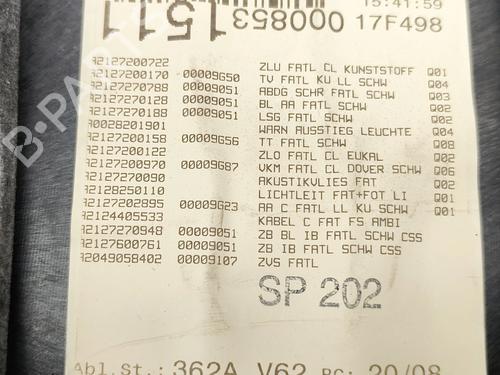 15:41:59
1511
0000853
17F498
A2127200722 ZLU FATL CL KUNSTSTOFF Q01
A2127200170 00009G50 TV FATL KU LL SCHW Q04
A2127270788 00009051 ABDG SCHR FATL SCHW Q03
A2127270128 00009051 BL AA FATL SCHW Q02
A2127270188 00009051 LSG FATL SCHW Q02
A0028201901 WARN AUSSTIEG LEUCHTE Q04
A2127200158 00009G56 TT FATL SCHW Q08
A2127200122 ZLO FATL CL EUKAL Q02
A2127200970 00009G87 VKM FATL CL DOVER SCHW Q06
A2127270090 AKUSTIKVLIES FAT Q02
A2128250110 LICHTLEIT FAT+FOT LI Q01
A2127202895 00009G23 AA C FATL LL KU SCHW Q01
A2124405533 KABEL C FAT FS AMBI
A2127270948 00009051 ZB BL IB FATL SCHW CSS
A2127600761 00009051 ZB IB FATL SCHW CSS
A2049058402 00009107 ZVS FATL
SP 202
Abl.St.: 362A V62 BC: 20/08
B-PARTS